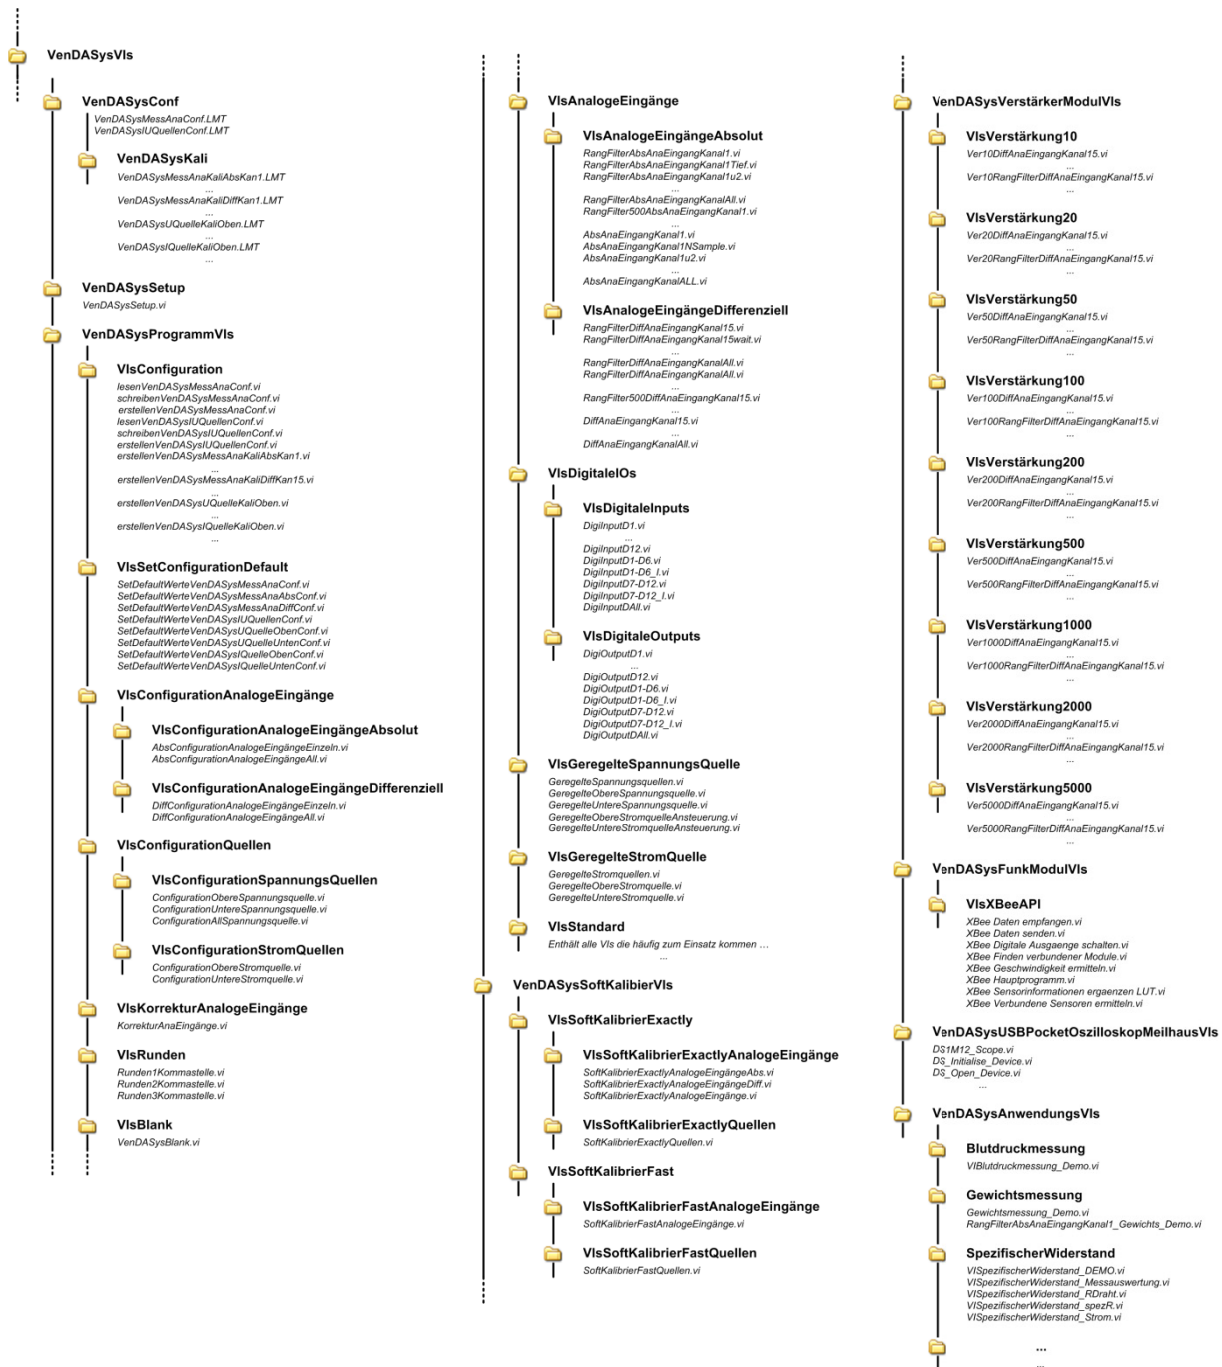 VenDASysVIs
VenDASysConf
VenDASysMessAnaConf.LMT
VenDASysIUQuellenConf.LMT
VenDASysKali
VenDASysMessAnaKaliAbsKan1.LMT
...
VenDASysMessAnaKaliDiffKan1.LMT
...
VenDASysUQuelleKaliOben.LMT
...
VenDASysIQuelleKaliOben.LMT
...
VenDASysSetup
VenDASysSetup.vi
VenDASysProgrammVIs
VIsConfiguration
lesenVenDASysMessAnaConf.vi
schreibenVenDASysMessAnaConf.vi
erstellenVenDASysMessAnaConf.vi
lesenVenDASysIUQuellenConf.vi
schreibenVenDASysIUQuellenConf.vi
erstellenVenDASysIUQuellenConf.vi
erstellenVenDASysMessAnaKaliAbsKan1.vi
...
erstellenVenDASysMessAnaKaliDiffKan15.vi
...
erstellenVenDASysUQuelleKaliOben.vi
...
erstellenVenDASysIQuelleKaliOben.vi
...
VIsSetConfigurationDefault
SetDefaultWerteVenDASysMessAnaConf.vi
SetDefaultWerteVenDASysMessAnaAbsConf.vi
SetDefaultWerteVenDASysMessAnaDiffConf.vi
SetDefaultWerteVenDASysIUQuellenConf.vi
SetDefaultWerteVenDASysUQuelleObenConf.vi
SetDefaultWerteVenDASysUQuelleUntenConf.vi
SetDefaultWerteVenDASysIQuelleObenConf.vi
SetDefaultWerteVenDASysIQuelleUntenConf.vi
VIsConfigurationAnalogeEingänge
VIsConfigurationAnalogeEingängeAbsolut
AbsConfigurationAnalogeEingängeEinzeln.vi
AbsConfigurationAnalogeEingängeAll.vi
VIsConfigurationAnalogeEingängeDifferenziell
DiffConfigurationAnalogeEingängeEinzeln.vi
DiffConfigurationAnalogeEingängeAll.vi
VIsConfigurationQuellen
VIsConfigurationSpannungsQuellen
ConfigurationObereSpannungsquelle.vi
ConfigurationUntereSpannungsquelle.vi
ConfigurationAllSpannungsquelle.vi
VIsConfigurationStromQuellen
ConfigurationObereStromquelle.vi
ConfigurationUntereStromquelle.vi
VIsKorrekturAnalogeEingänge
KorrekturAnaEingänge.vi
VIsRunden
Runden1Kommastelle.vi
Runden2Kommastelle.vi
Runden3Kommastelle.vi
VIsBlank
VenDASysBlank.vi
VIsAnalogeEingänge
VIsAnalogeEingängeAbsolut
RangFilterAbsAnaEingangKanal1.vi
RangFilterAbsAnaEingangKanal1Tief.vi
RangFilterAbsAnaEingangKanal1u2.vi
...
RangFilterAbsAnaEingangKanalAll.vi
RangFilter500AbsAnaEingangKanal1.vi
...
AbsAnaEingangKanal1.vi
AbsAnaEingangKanal1NSample.vi
AbsAnaEingangKanal1u2.vi
...
AbsAnaEingangKanalALL.vi
VIsAnalogeEingängeDifferenziell
RangFilterDiffAnaEingangKanal15.vi
RangFilterDiffAnaEingangKanal15wait.vi
...
RangFilterDiffAnaEingangKanalAll.vi
RangFilterDiffAnaEingangKanalAll.vi
...
RangFilter500DiffAnaEingangKanal15.vi
...
DiffAnaEingangKanal15.vi
...
DiffAnaEingangKanalAll.vi
VIsDigitaleIOs
VIsDigitaleInputs
DigiInputD1.vi
...
DigiInputD12.vi
DigiInputD1-D6.vi
DigiInputD1-D6_I.vi
DigiInputD7-D12.vi
DigiInputD7-D12_I.vi
DigiInputDAll.vi
VIsDigitaleOutputs
DigiOutputD1.vi
...
DigiOutputD12.vi
DigiOutputD1-D6.vi
DigiOutputD1-D6_I.vi
DigiOutputD7-D12.vi
DigiOutputD7-D12_I.vi
DigiOutputDAll.vi
VIsGeregelteSpannungsQuelle
GeregelteSpannungsquellen.vi
GeregelteObereSpannungsquelle.vi
GeregelteUntereSpannungsquelle.vi
GeregelteObereStromquelleAnsteuerung.vi
GeregelteUntereStromquelleAnsteuerung.vi
VIsGeregelteStromQuelle
GeregelteStromquellen.vi
GeregelteObereStromquelle.vi
GeregelteUntereStromquelle.vi
VIsStandard
Enthält alle VIs die häufig zum Einsatz kommen ...
...
VenDASysSoftKalibierVIs
VIsSoftKalibrierExactly
VIsSoftKalibrierExactlyAnalogeEingänge
SoftKalibrierExactlyAnalogeEingängeAbs.vi
SoftKalibrierExactlyAnalogeEingängeDiff.vi
SoftKalibrierExactlyAnalogeEingänge.vi
VIsSoftKalibrierExactlyQuellen
SoftKalibrierExactlyQuellen.vi
VIsSoftKalibrierFast
VIsSoftKalibrierFastAnalogeEingänge
SoftKalibrierFastAnalogeEingänge.vi
VIsSoftKalibrierFastQuellen
SoftKalibrierFastQuellen.vi
VenDASysVerstärkerModulVIs
VIsVerstärkung10
Ver10DiffAnaEingangKanal15.vi
...
Ver10RangFilterDiffAnaEingangKanal15.vi
...
VIsVerstärkung20
Ver20DiffAnaEingangKanal15.vi
...
Ver20RangFilterDiffAnaEingangKanal15.vi
...
VIsVerstärkung50
Ver50DiffAnaEingangKanal15.vi
...
Ver50RangFilterDiffAnaEingangKanal15.vi
...
VIsVerstärkung100
Ver100DiffAnaEingangKanal15.vi
...
Ver100RangFilterDiffAnaEingangKanal15.vi
...
VIsVerstärkung200
Ver200DiffAnaEingangKanal15.vi
...
Ver200RangFilterDiffAnaEingangKanal15.vi
...
VIsVerstärkung500
Ver500DiffAnaEingangKanal15.vi
...
Ver500RangFilterDiffAnaEingangKanal15.vi
...
VIsVerstärkung1000
Ver1000DiffAnaEingangKanal15.vi
...
Ver1000RangFilterDiffAnaEingangKanal15.vi
...
VIsVerstärkung2000
Ver2000DiffAnaEingangKanal15.vi
...
Ver2000RangFilterDiffAnaEingangKanal15.vi
...
VIsVerstärkung5000
Ver5000DiffAnaEingangKanal15.vi
...
Ver5000RangFilterDiffAnaEingangKanal15.vi
...
VenDASysFunkModulVIs
VIsXBeeAPI
XBee Daten empfangen.vi
XBee Daten senden.vi
XBee Digitale Ausgaenge schalten.vi
XBee Finden verbundener Module.vi
XBee Geschwindigkeit ermitteln.vi
XBee Hauptprogramm.vi
XBee Sensorinformationen ergaenzen LUT.vi
XBee Verbundene Sensoren ermitteln.vi
VenDASysUSBPocketOszilloskopMeilhausVIs
DS1M12_Scope.vi
DS_Initialise_Device.vi
DS_Open_Device.vi
...
VenDASysAnwendungsVIs
Blutdruckmessung
VIBlutdruckmessung_Demo.vi
Gewichtsmessung
Gewichtsmessung_Demo.vi
RangFilterAbsAnaEingangKanal1_Gewichts_Demo.vi
SpezifischerWiderstand
VISpezifischerWiderstand_DEMO.vi
VISpezifischerWiderstand_Messauswertung.vi
VISpezifischerWiderstand_RDraht.vi
VISpezifischerWiderstand_spezR.vi
VISpezifischerWiderstand_Strom.vi
...
...